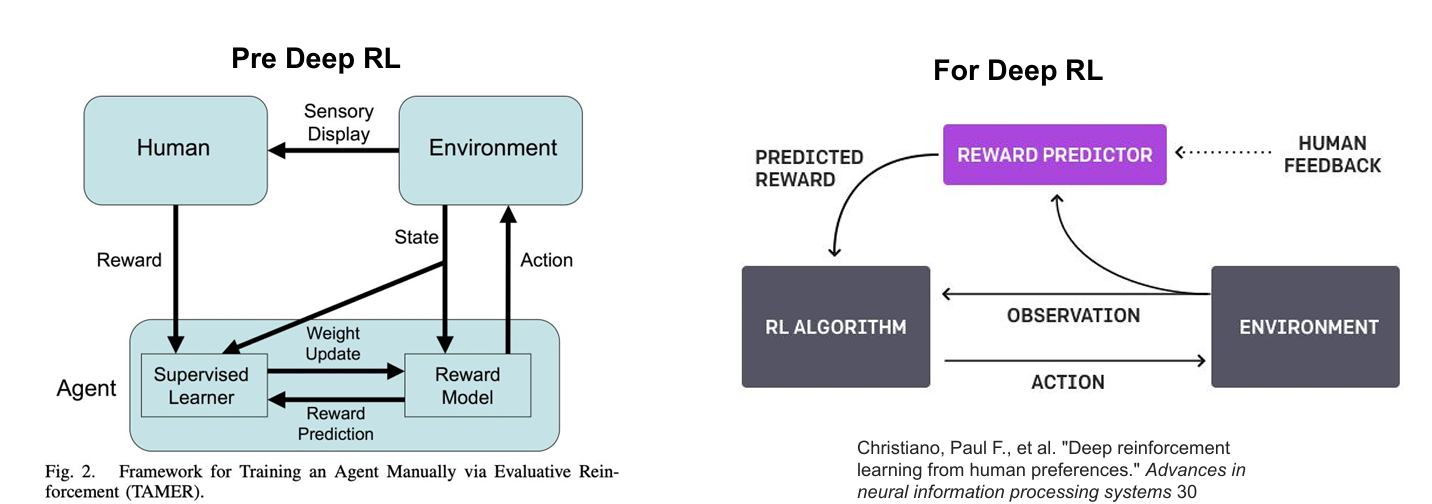 Pre Deep RL
Human
Sensory
Display
Environment
Reward
State
Action
Agent
Weight
Update
Supervised
Learner
Reward
Model
Reward
Prediction
Fig. 2. Framework for Training an Agent Manually via Evaluative Rein-
forcement (TAMER).
For Deep RL
PREDICTED
REWARD
REWARD PREDICTOR
HUMAN
FEEDBACK
RL ALGORITHM
OBSERVATION
ACTION
ENVIRONMENT
Christiano, Paul F., et al. "Deep reinforcement
learning from human preferences." Advances in
neural information processing systems 30